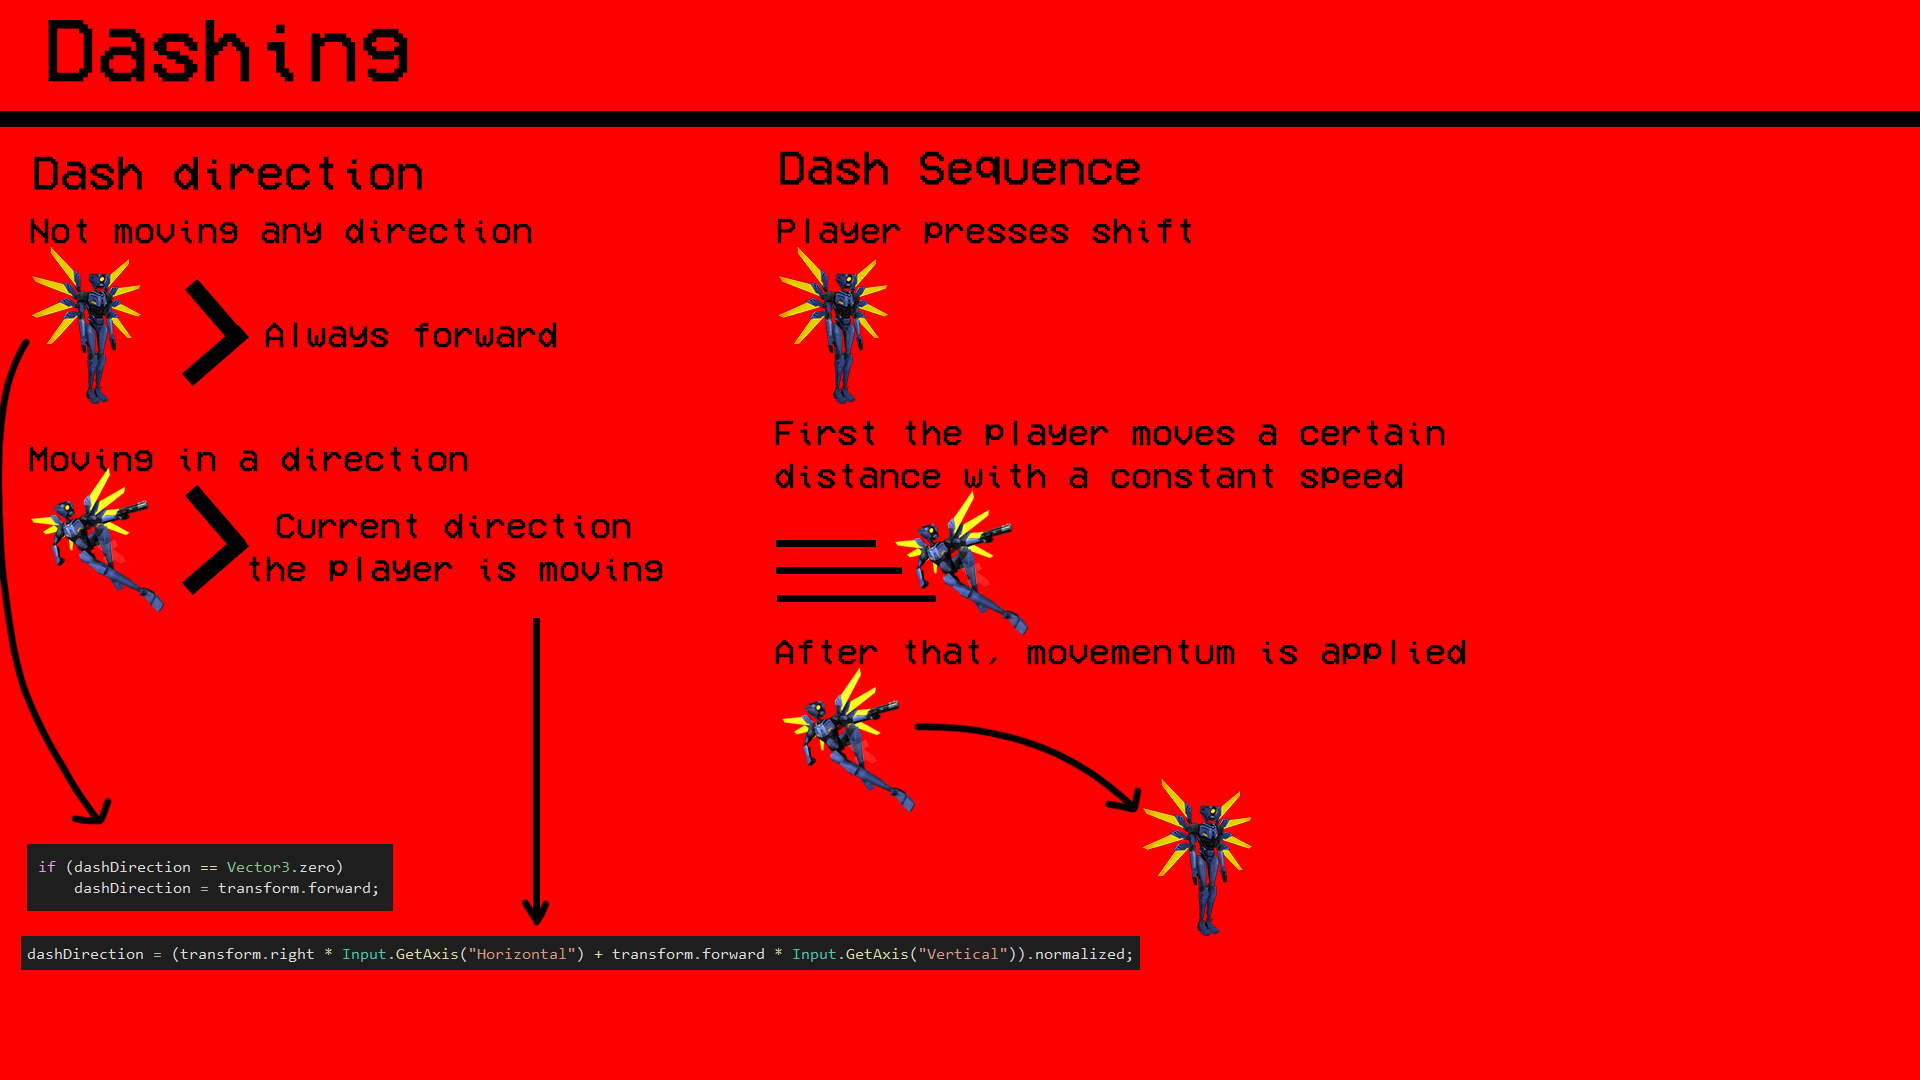 Dashing
Dash direction
Not moving any direction
Always forward
Moving in a direction
Current direction
the player is moving
if (dashDirection == Vector3.zero)
    dashDirection = transform.forward;
dashDirection = (transform.right * Input.GetAxis("Horizontal") + transform.forward * Input.GetAxis("Vertical")).normalized;
Dash Sequence
Player presses shift
First the player moves a certain
distance with a constant speed
After that, movementum is applied